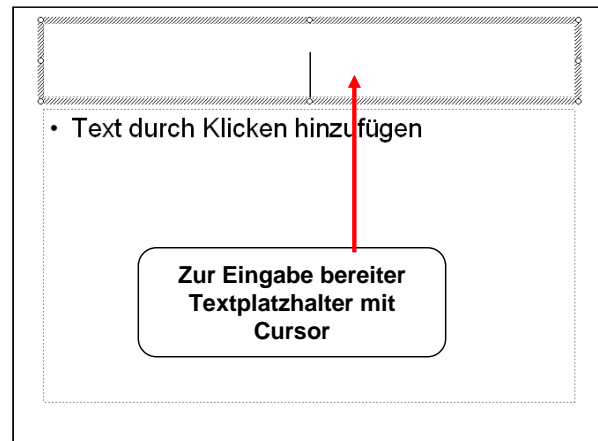 • Text durch Klicken hinzufügen
Zur Eingabe bereiter
Textplatzhalter mit
Cursor